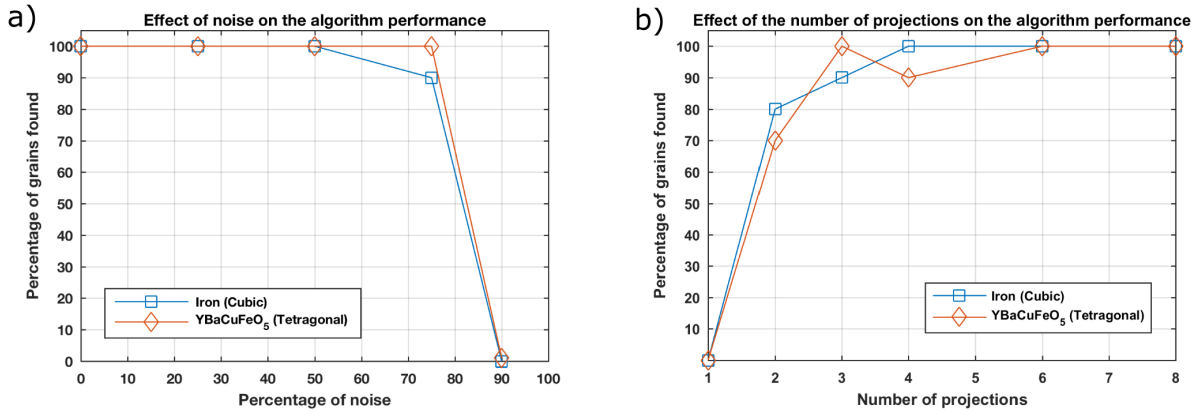 a)
Effect of noise on the algorithm performance
Percentage of grains found
100
90
80
70
60
50
40
30
20
10
0
Iron (Cubic)
YBaCuFeO5 (Tetragonal)
0 10 20 30 40 50 60 70 80 90 100
Percentage of noise
b)
Effect of the number of projections on the algorithm performance
Percentage of grains found
100
90
80
70
60
50
40
30
20
10
Iron (Cubic)
YBaCuFeO5 (Tetragonal)
1 2 3 4 5 6 7 8
Number of projections